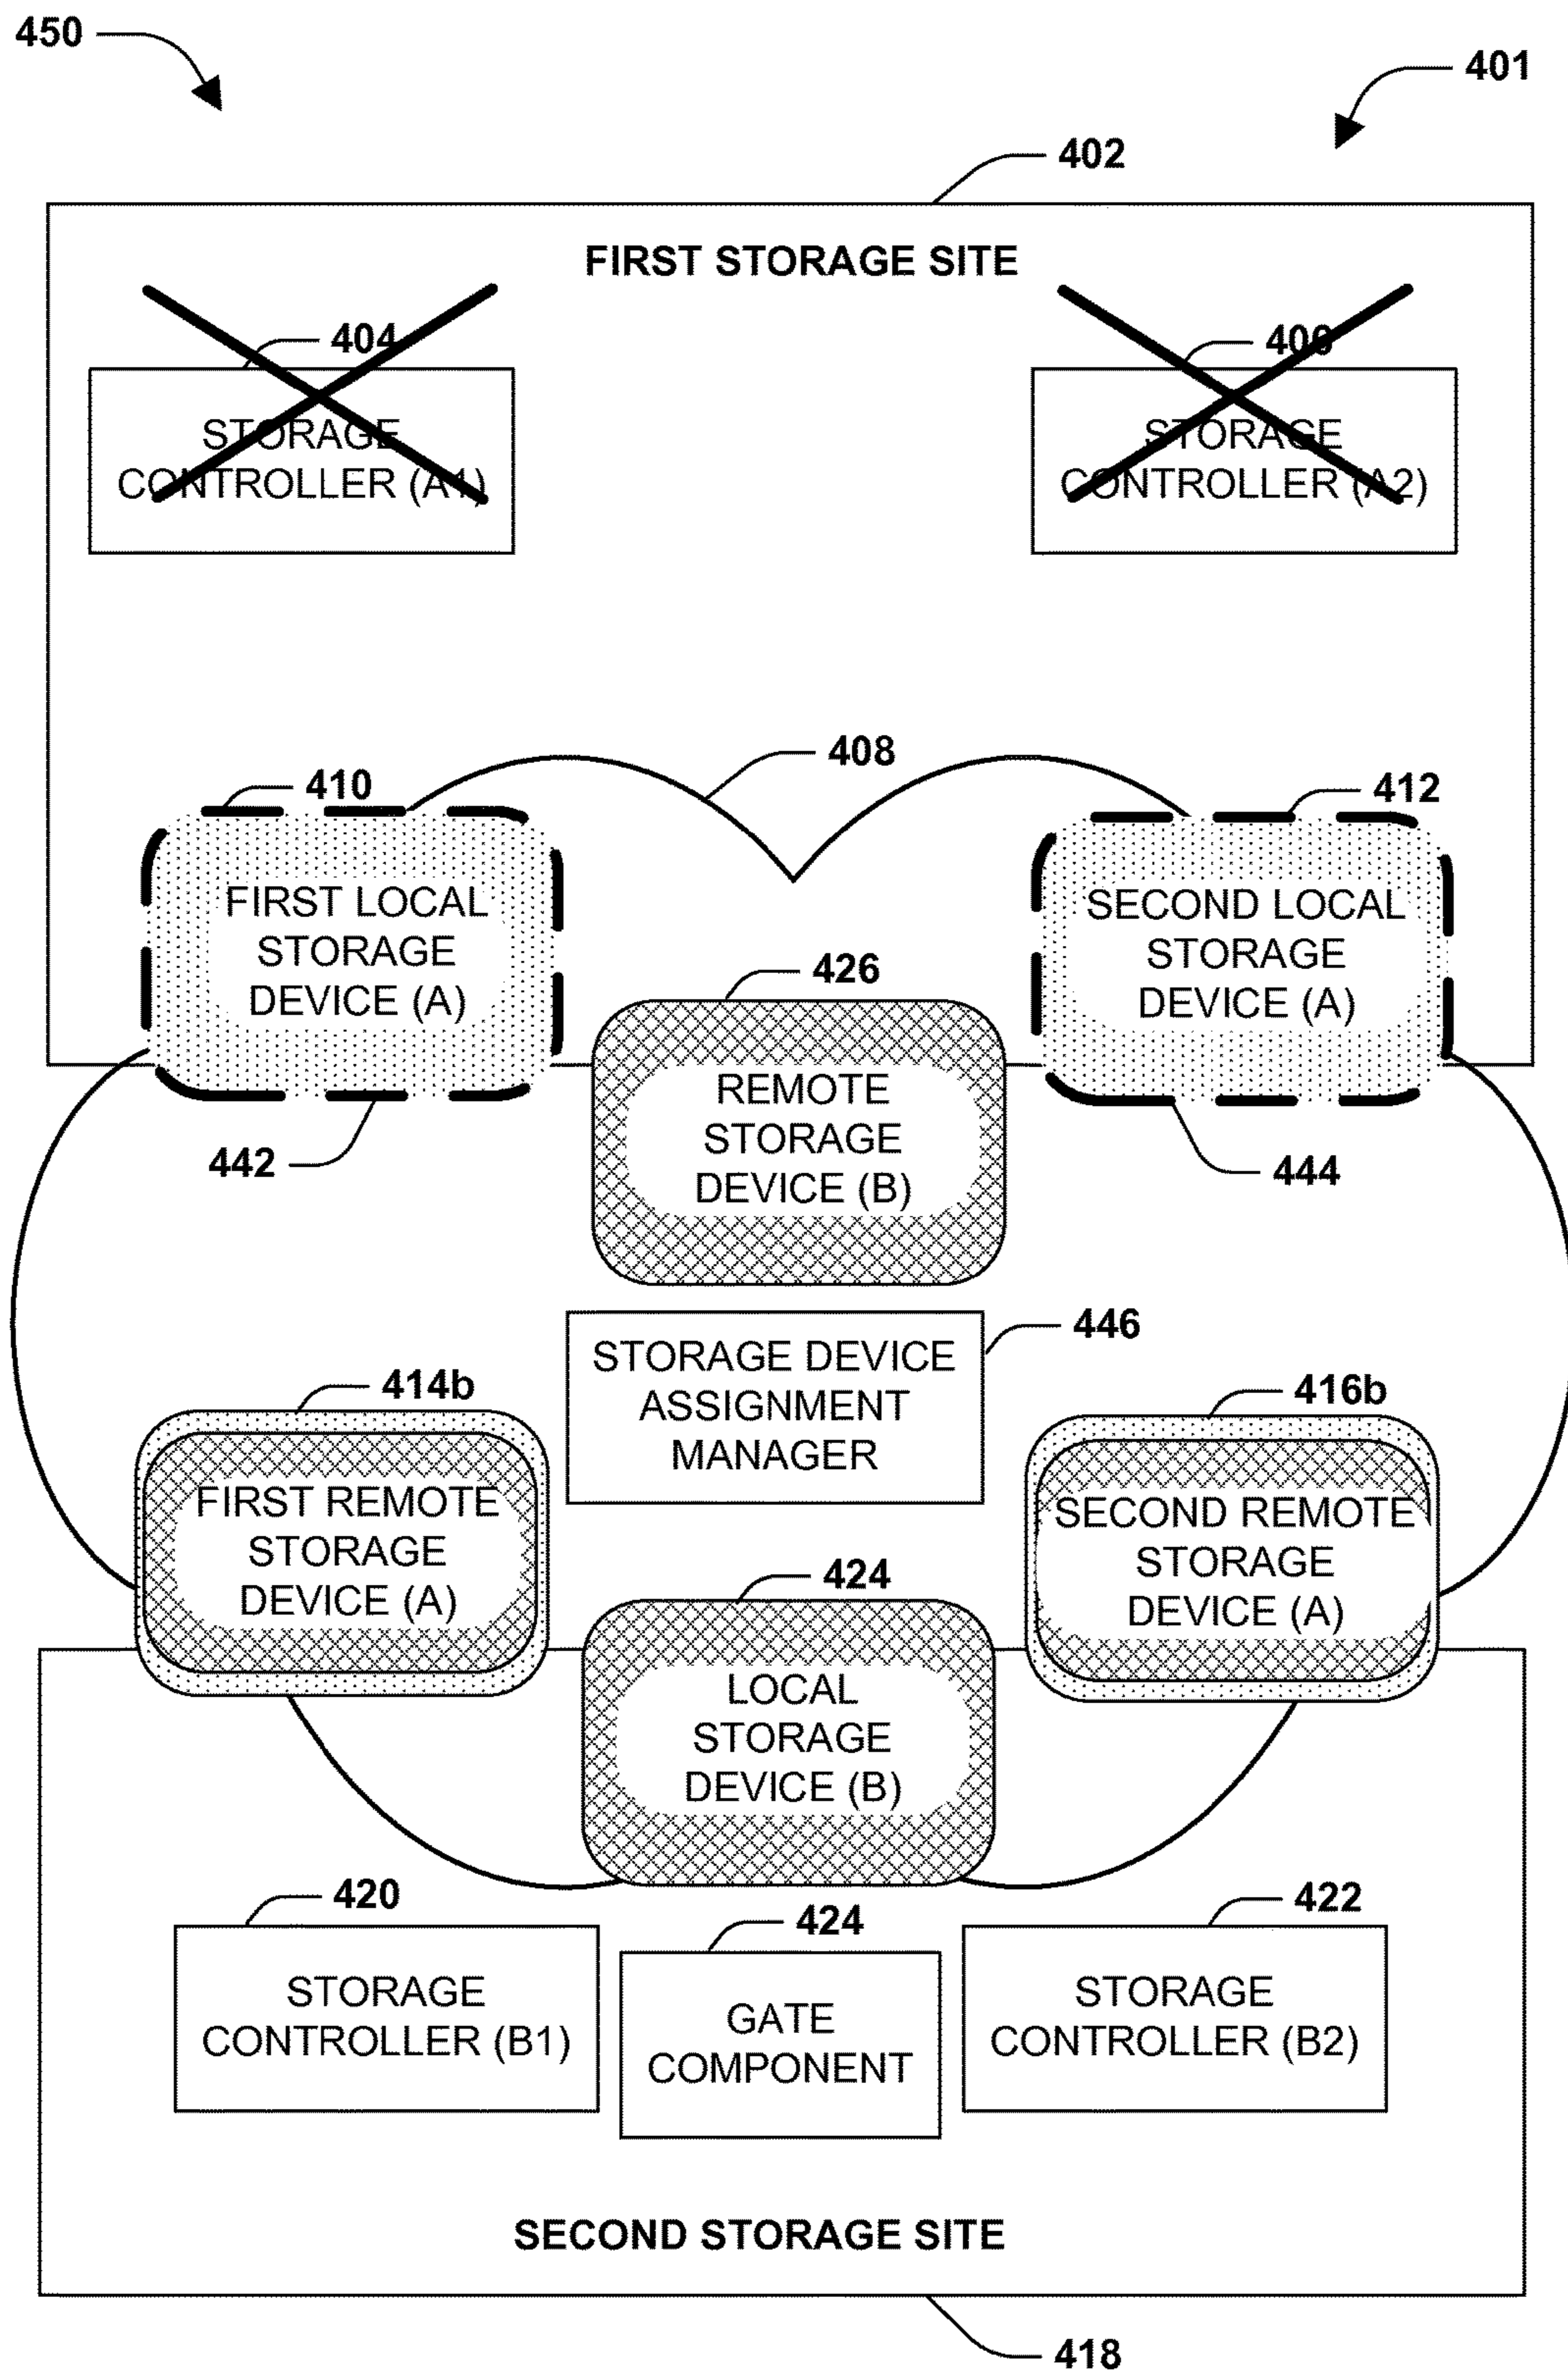 450
401
402
FIRST STORAGE SITE
404
406
STORAGE
CONTROLLER (A1)
STORAGE
CONTROLLER (A2)
408
410
412
FIRST LOCAL
STORAGE
DEVICE (A)
SECOND LOCAL
STORAGE
DEVICE (A)
426
REMOTE
STORAGE
DEVICE (B)
442
444
446
STORAGE DEVICE
ASSIGNMENT
MANAGER
414b
416b
FIRST REMOTE
STORAGE
DEVICE (A)
SECOND REMOTE
STORAGE
DEVICE (A)
424
LOCAL
STORAGE
DEVICE (B)
420
424
422
STORAGE
CONTROLLER (B1)
GATE
COMPONENT
STORAGE
CONTROLLER (B2)
SECOND STORAGE SITE
418